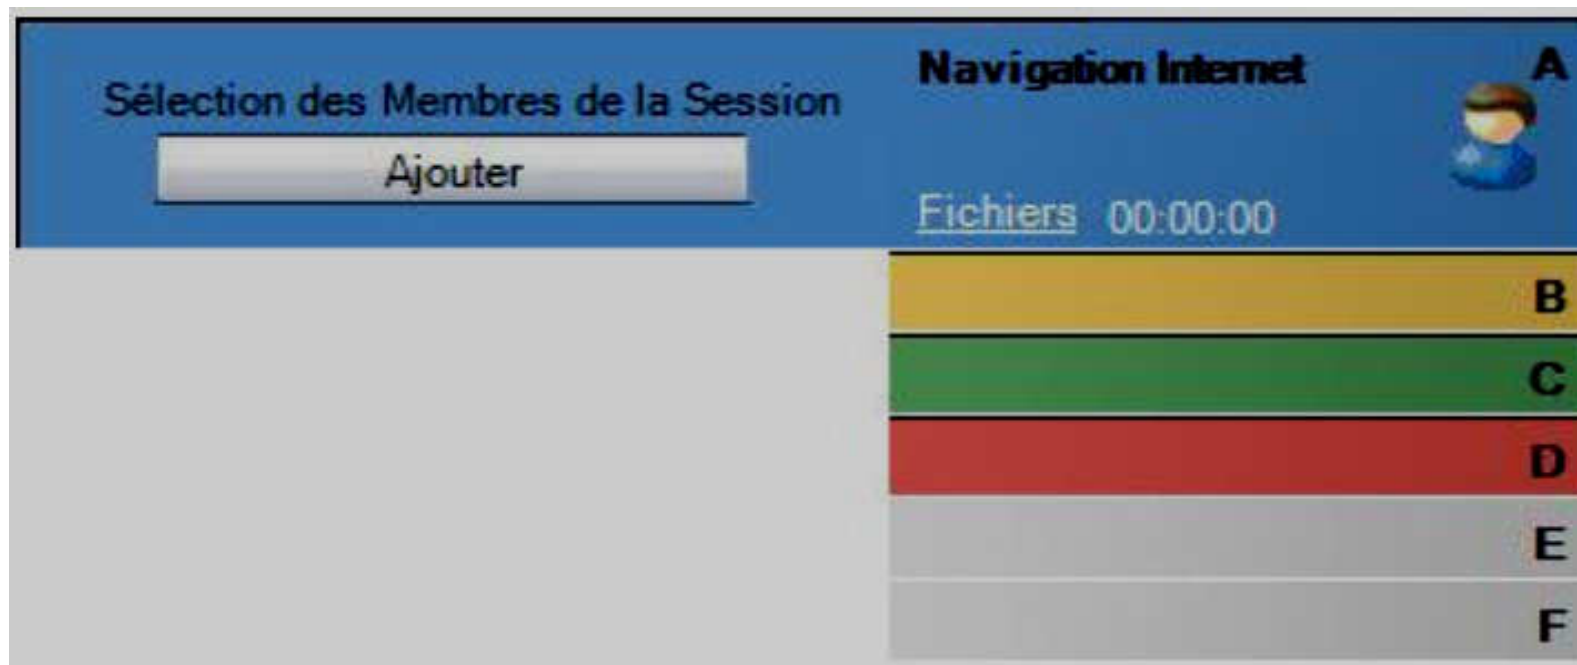 Sélection des Membres de la Session
Ajouter
Navigation Internet
A
Fichiers 00:00:00
B
C
D
E
F